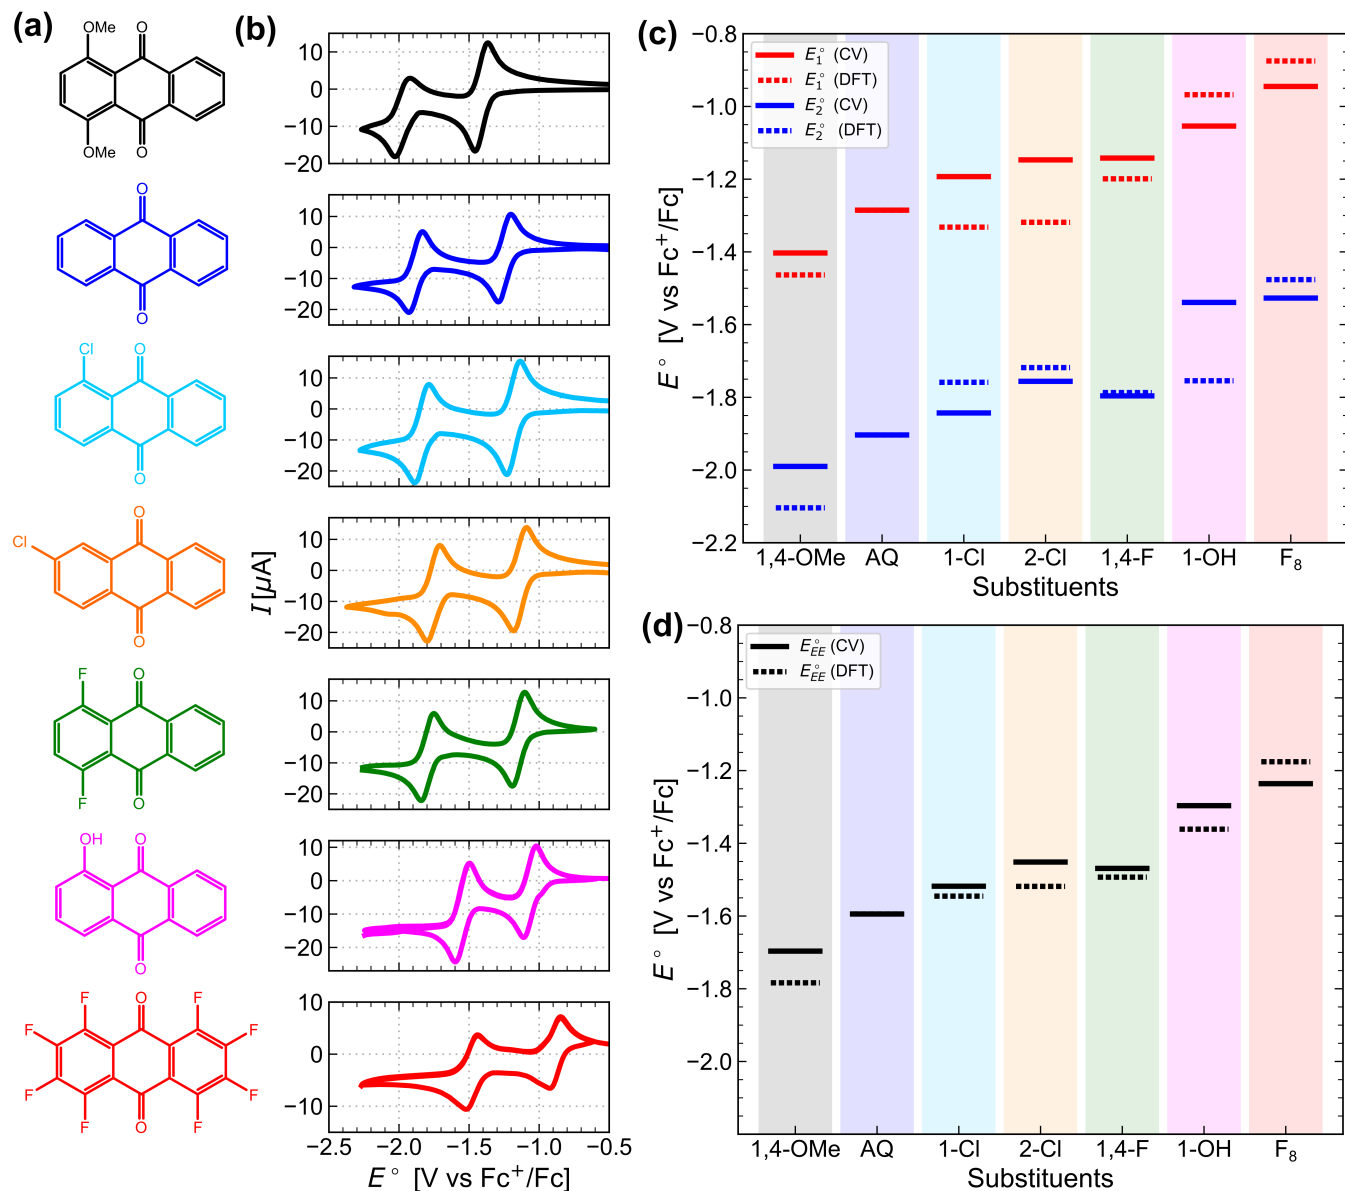 (a)
OMe
O
OMe
O
O
O
Cl
O
O
Cl
O
O
F
O
F
O
OH
O
O
F
O
F
F
F
F
F
F
O
F
(b)
10
0
−10
−20
10
0
−10
−20
10
0
−10
−20
10
0
−10
−20
10
0
−10
−20
10
0
−10
−20
10
0
−10
I [μA]
−2.5 −2.0 −1.5 −1.0 −0.5
E° [V vs Fc⁺/Fc]
(c)
E₁° (CV)
E₁° (DFT)
E₂° (CV)
E₂° (DFT)
−0.8
−1.0
−1.2
−1.4
−1.6
−1.8
−2.0
−2.2
E° [V vs Fc⁺/Fc]
1,4-OMe AQ 1-Cl 2-Cl 1,4-F 1-OH F₈
Substituents
(d)
E°EE (CV)
E°EE (DFT)
−0.8
−1.0
−1.2
−1.4
−1.6
−1.8
−2.0
E° [V vs Fc⁺/Fc]
1,4-OMe AQ 1-Cl 2-Cl 1,4-F 1-OH F₈
Substituents